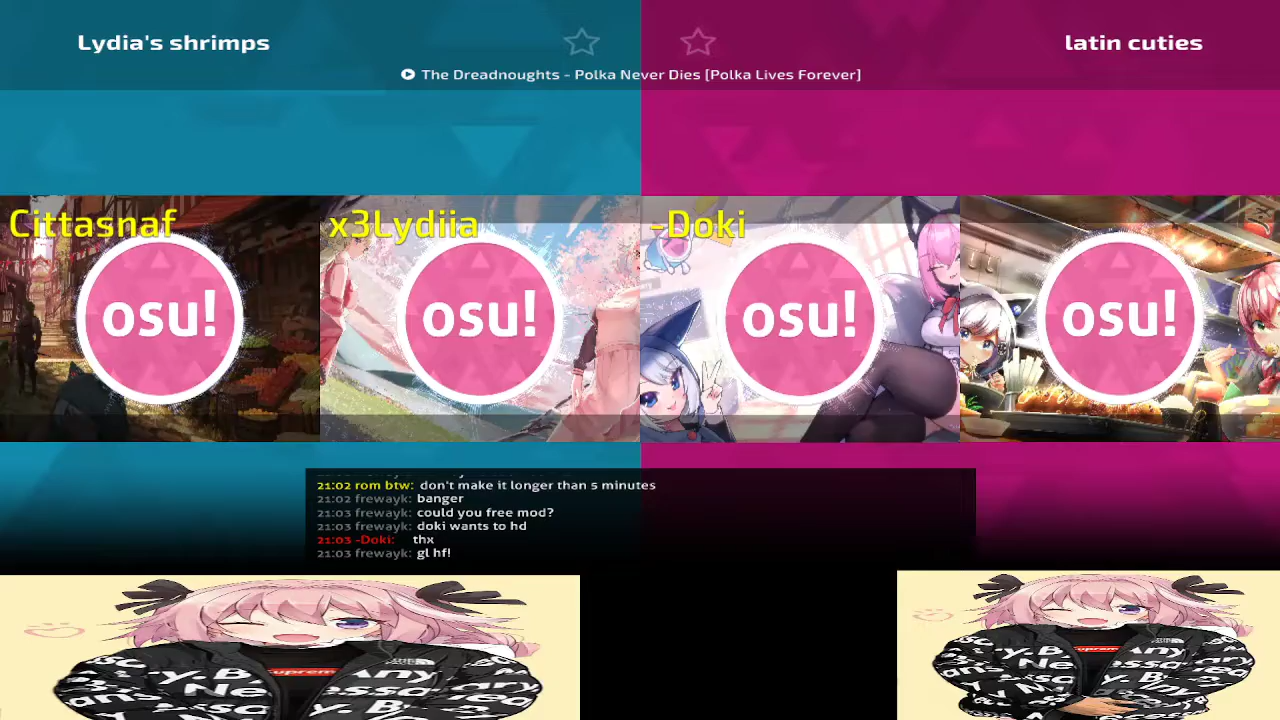 Lydia's shrimps
latin cuties
The Dreadnoughts - Polka Never Dies [Polka Lives Forever]
Cittasnaf
x3Lydiia
-Doki
osu!
osu!
osu!
osu!
21:02 rom btw: don't make it longer than 5 minutes
21:02 frewayk: banger
21:03 frewayk: could you free mod?
21:03 frewayk: doki wants to hd
21:03 -Doki: thx
21:03 frewayk: gl hf!